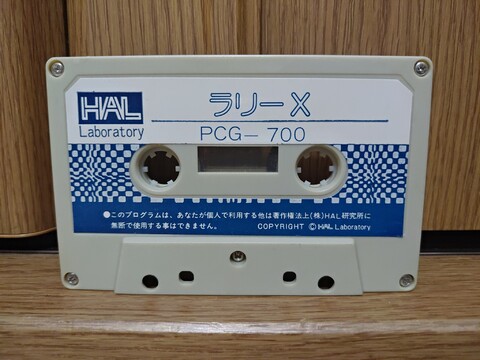 HAL
Laboratory
ラリーX
PCG-700
●このプログラムは、あなたが個人で利用する他は著作権法上(株)HAL研究所に
無断で使用する事はできません。
COPYRIGHT Ⓒ HAL Laboratory